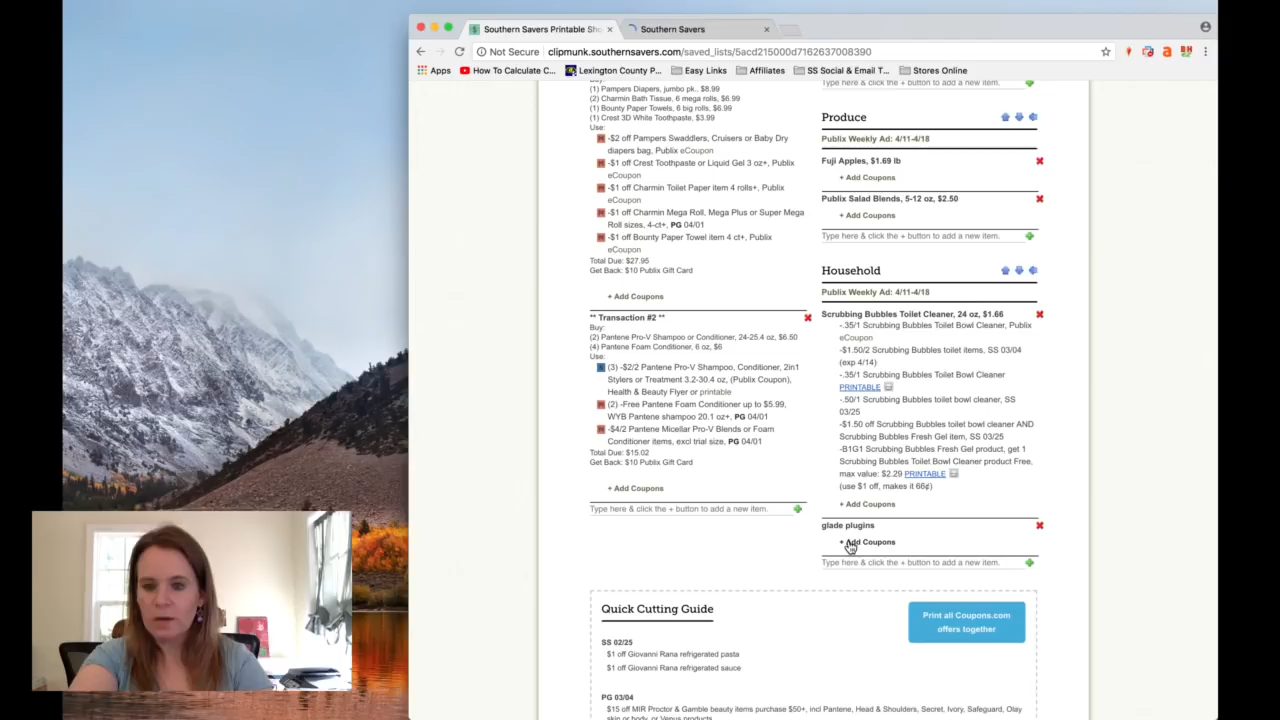 Southern Savers Printable Sho
Southern Savers
Not Secure
clipmunk.southernsavers.com/saved_lists/5acd215000d7162637008390
Apps
How To Calculate C...
Lexington County P...
Easy Links
Affiliates
SS Social & Email T...
Stores Online
(1) Pampers Diapers, jumbo pk., $8.99
(2) Charmin Bath Tissue, 6 mega rolls, $6.99
(1) Bounty Paper Towels, 6 big rolls, $6.99
(1) Crest 3D White Toothpaste, $3.99
Use:
-$2 off Pampers Swaddlers, Cruisers or Baby Dry
diapers bag, Publix eCoupon
-$1 off Crest Toothpaste or Liquid Gel 3 oz+, Publix
eCoupon
-$1 off Charmin Toilet Paper item 4 rolls+, Publix
eCoupon
-$1 off Charmin Mega Roll, Mega Plus or Super Mega
Roll sizes, 4-ct+, PG 04/01
-$1 off Bounty Paper Towel item 4 ct+, Publix
eCoupon
Total Due: $27.95
Get Back: $10 Publix Gift Card
+ Add Coupons
** Transaction #2 **
Buy:
(2) Pantene Pro-V Shampoo or Conditioner, 24-25.4 oz, $6.50
(4) Pantene Foam Conditioner, 6 oz, $6
Use:
(3) -$2/2 Pantene Pro-V Shampoo, Conditioner, 2in1
Stylers or Treatment 3.2-30.4 oz, (Publix Coupon),
Health & Beauty Flyer or printable
(2) -Free Pantene Foam Conditioner up to $5.99,
WYB Pantene shampoo 20.1 oz+, PG 04/01
-$4/2 Pantene Micellar Pro-V Blends or Foam
Conditioner items, excl trial size, PG 04/01
Total Due: $15.02
Get Back: $10 Publix Gift Card
+ Add Coupons
Type here & click the + button to add a new item.
Type here & click the + button to add a new item.
Produce
Publix Weekly Ad: 4/11-4/18
Fuji Apples, $1.69 lb
+ Add Coupons
Publix Salad Blends, 5-12 oz, $2.50
+ Add Coupons
Type here & click the + button to add a new item.
Household
Publix Weekly Ad: 4/11-4/18
Scrubbing Bubbles Toilet Cleaner, 24 oz, $1.66
-.35/1 Scrubbing Bubbles Toilet Bowl Cleaner, Publix
eCoupon
-$1.50/2 Scrubbing Bubbles toilet items, SS 03/04
(exp 4/14)
-.35/1 Scrubbing Bubbles Toilet Bowl Cleaner
PRINTABLE
-.50/1 Scrubbing Bubbles toilet bowl cleaner, SS
03/25
-$1.50 off Scrubbing Bubbles toilet bowl cleaner AND
Scrubbing Bubbles Fresh Gel item, SS 03/25
-B1G1 Scrubbing Bubbles Fresh Gel product, get 1
Scrubbing Bubbles Toilet Bowl Cleaner product Free,
max value: $2.29 PRINTABLE
(use $1 off, makes it 66¢)
+ Add Coupons
glade plugins
+ Add Coupons
Type here & click the + button to add a new item.
Quick Cutting Guide
Print all Coupons.com
offers together
SS 02/25
$1 off Giovanni Rana refrigerated pasta
$1 off Giovanni Rana refrigerated sauce
PG 03/04
$15 off MIR Proctor & Gamble beauty items purchase $50+, incl Pantene, Head & Shoulders, Secret, Ivory, Safeguard, Olay
skin or body, or Venus products